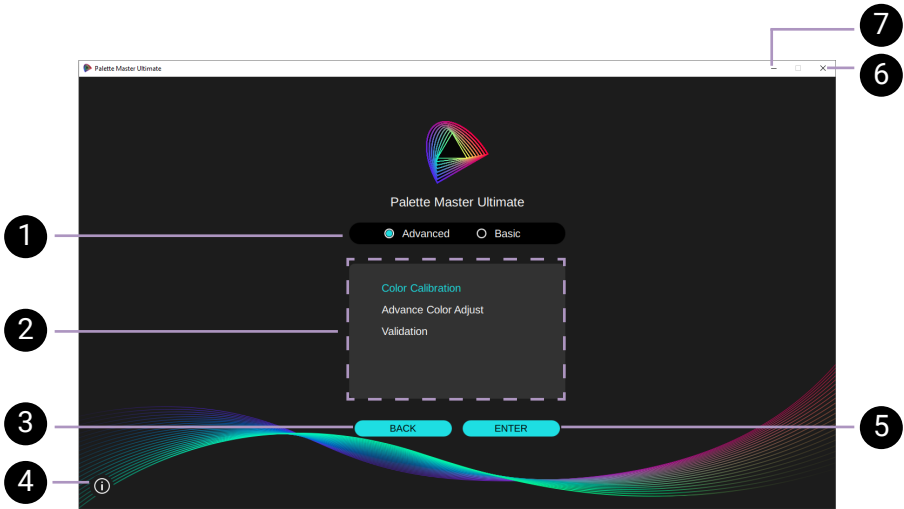 7
Palette Master Ultimate
6
Palette Master Ultimate
1
Advanced Basic
Color Calibration
Advance Color Adjust
2
Validation
3
BACK ENTER
5
4